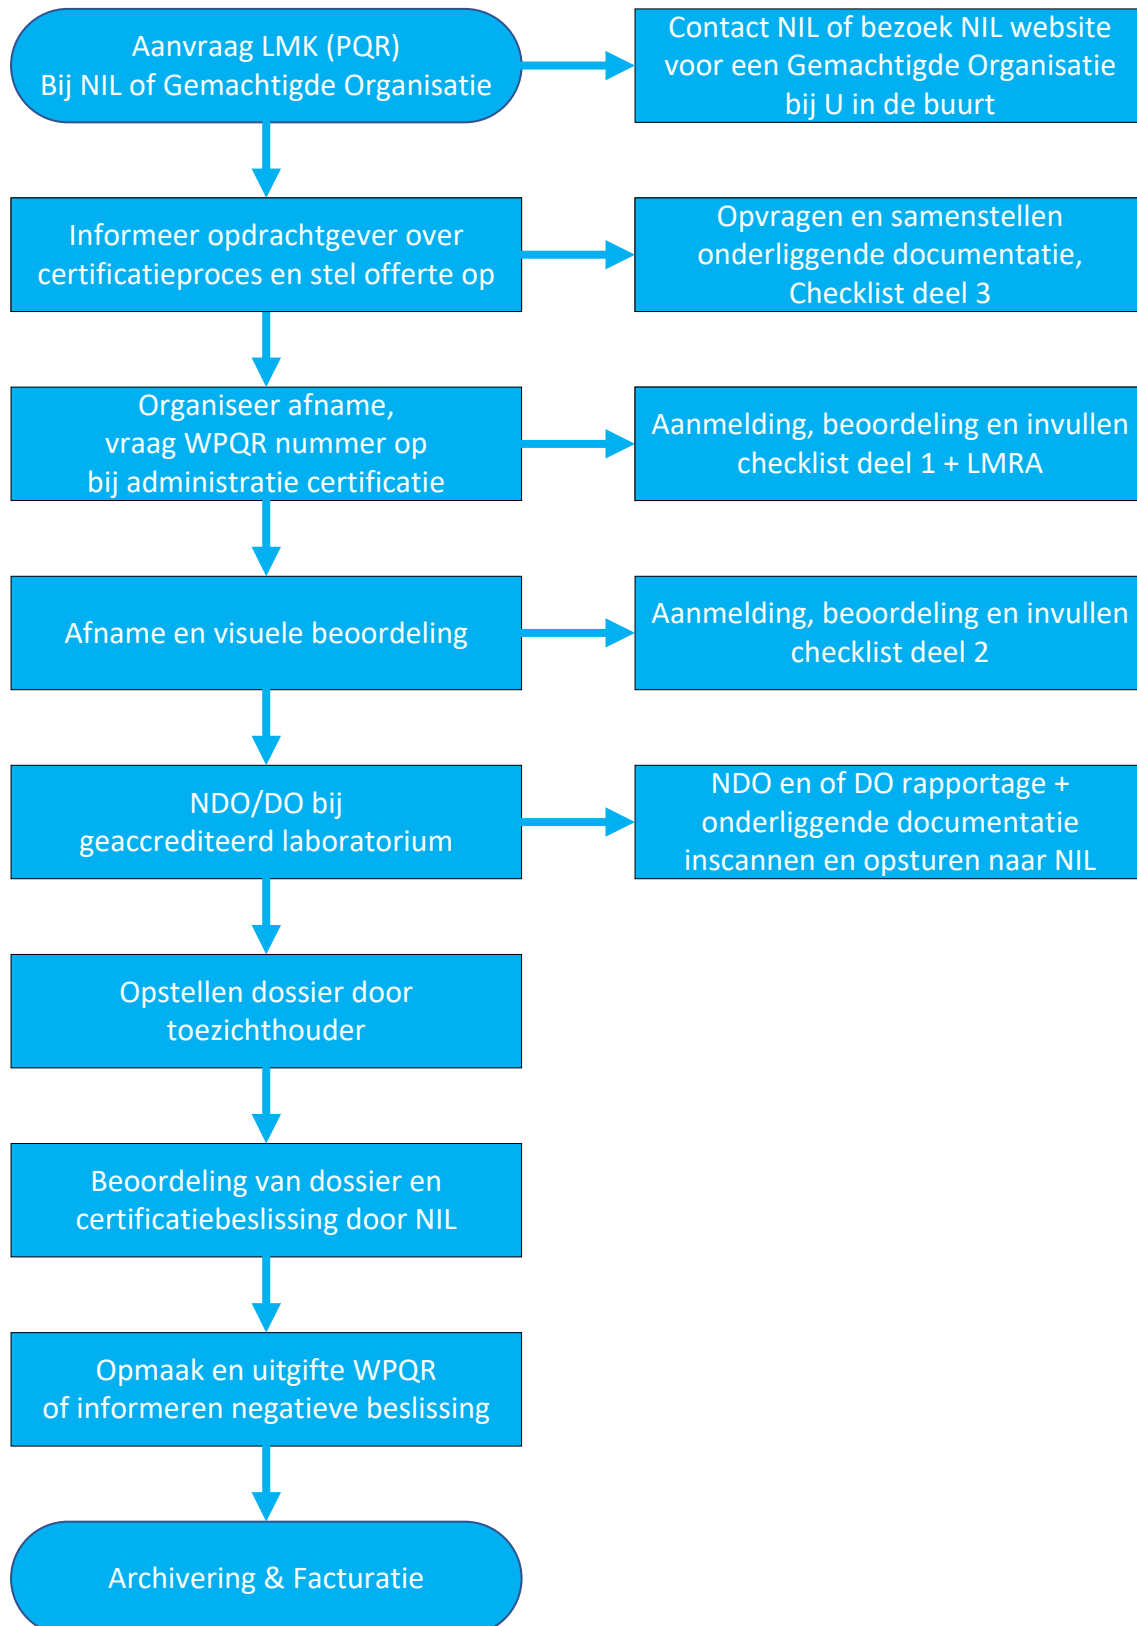 Aanvraag LMK (PQR)
Bij NIL of Gemachtigde Organisatie
Contact NIL of bezoek NIL website
voor een Gemachtigde Organisatie
bij U in de buurt
Informeer opdrachtgever over
certificatieproces en stel offerte op
Opvragen en samenstellen
onderliggende documentatie,
Checklist deel 3
Organiseer afname,
vraag WPQR nummer op
bij administratie certificatie
Aanmelding, beoordeling en invullen
checklist deel 1 + LMRA
Afname en visuele beoordeling
Aanmelding, beoordeling en invullen
checklist deel 2
NDO/DO bij
geaccrediteerd laboratorium
NDO en of DO rapportage +
onderliggende documentatie
inscannen en opsturen naar NIL
Opstellen dossier door
toezichthouder
Beoordeling van dossier en
certificatiebeslissing door NIL
Opmaak en uitgifte WPQR
of informeren negatieve beslissing
Archivering & Facturatie